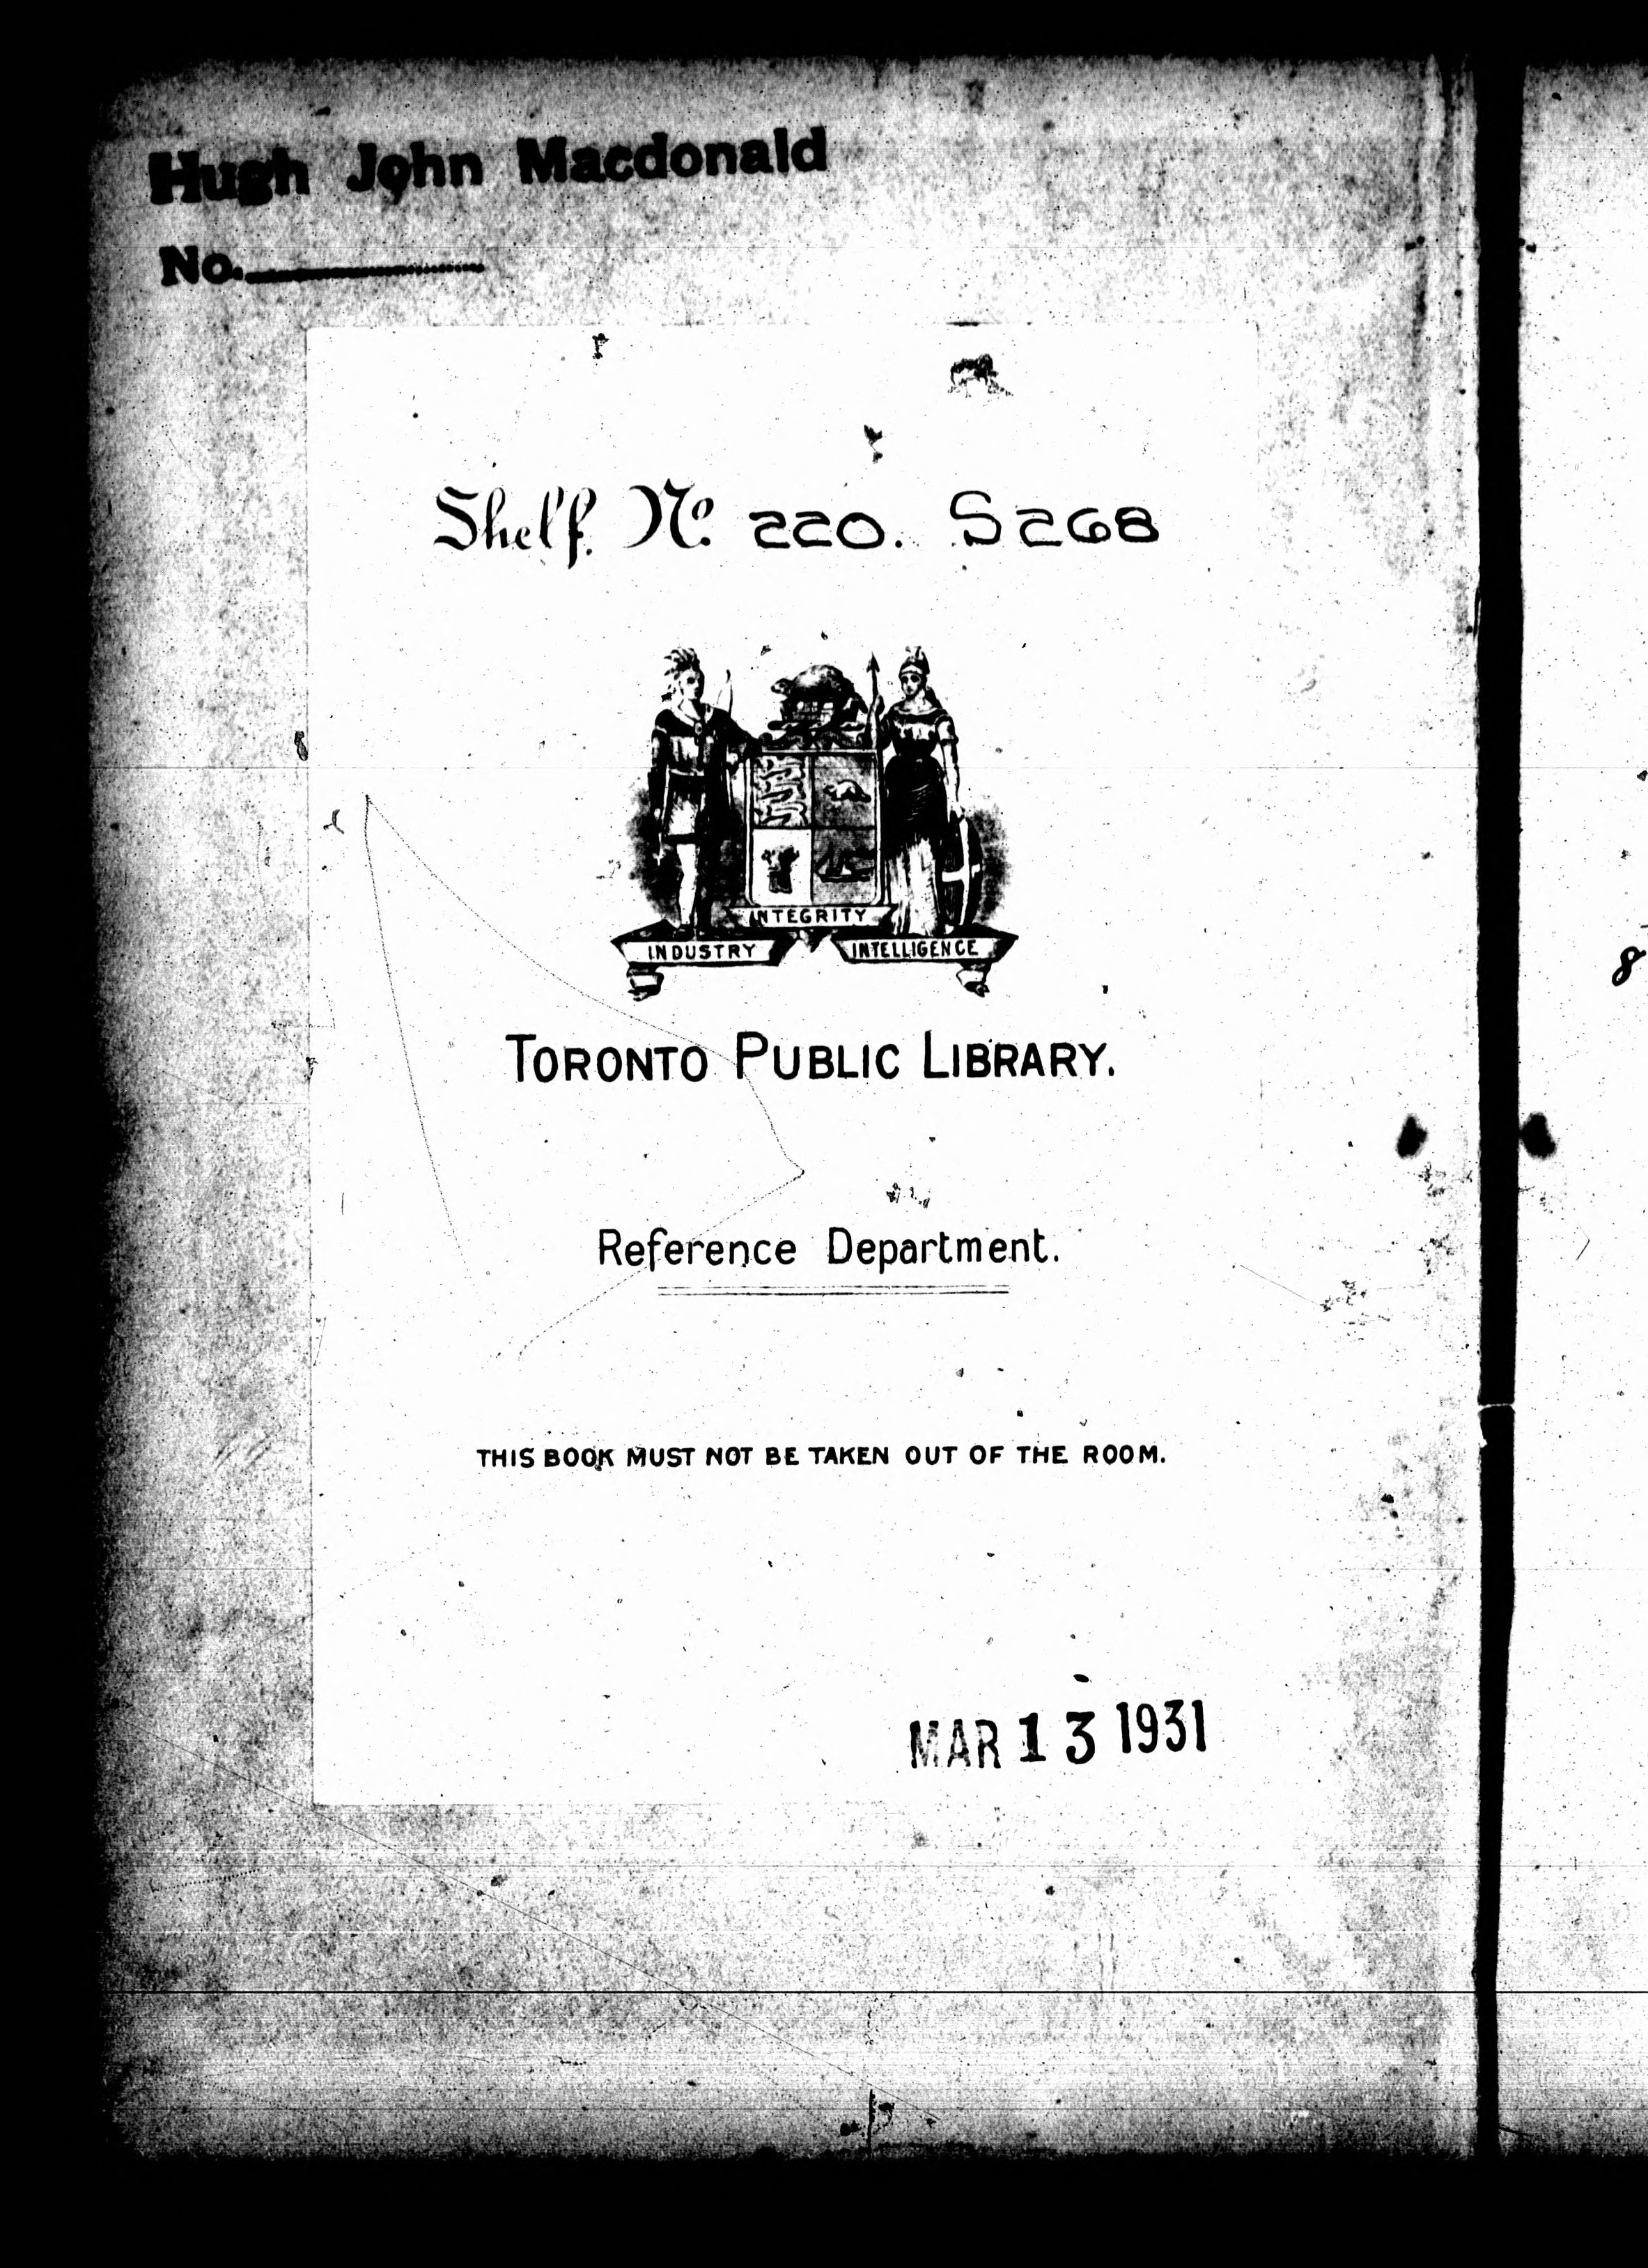 Hugh John Macdonald
No.
Shelf. No. 220. S268
INTEGRITY
INDUSTRY INTELLIGENCE
TORONTO PUBLIC LIBRARY.
Reference Department.
THIS BOOK MUST NOT BE TAKEN OUT OF THE ROOM.
MAR 13 1931
8